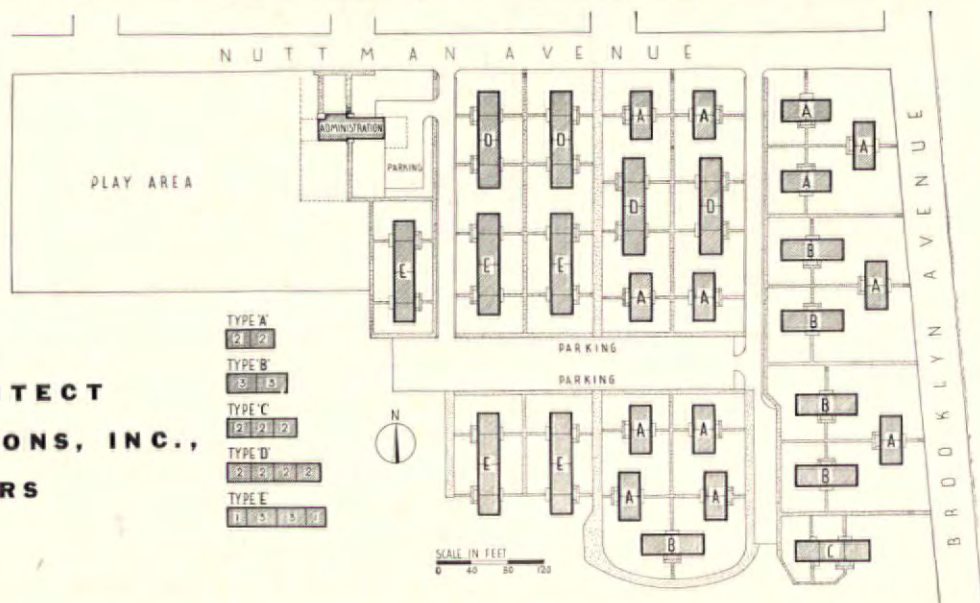 NUTTMAN AVENUE
BROOKLYN AVENUE
PLAY AREA
ADMINISTRATION
PARKING
D
D
A
A
D
D
E
E
E
A
A
A
A
A
B
A
B
PARKING
PARKING
B
A
B
E
E
A
A
A
A
B
C
TYPE 'A'
2 2
TYPE 'B'
3 3
TYPE 'C'
2 2 2
TYPE 'D'
2 2 2 2
TYPE 'E'
1 3 3 1
N
SCALE IN FEET
0 40 80 120
ITECT
ONS, INC.,
RS